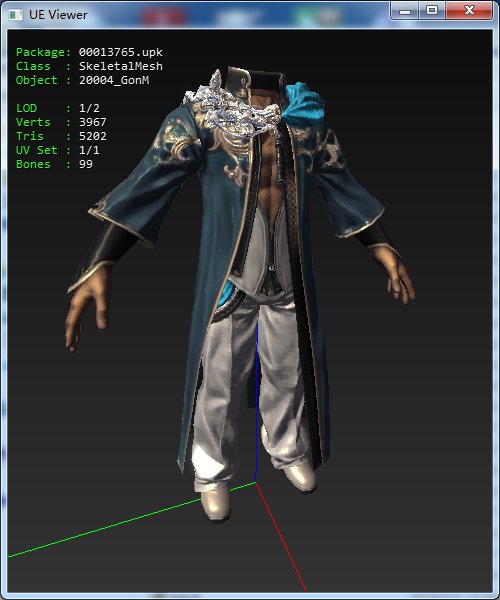 UE Viewer
Package: 00013765.upk
Class : SkeletalMesh
Object : 20004_GonM
LOD : 1/2
Verts : 3967
Tris : 5202
UV Set : 1/1
Bones : 99